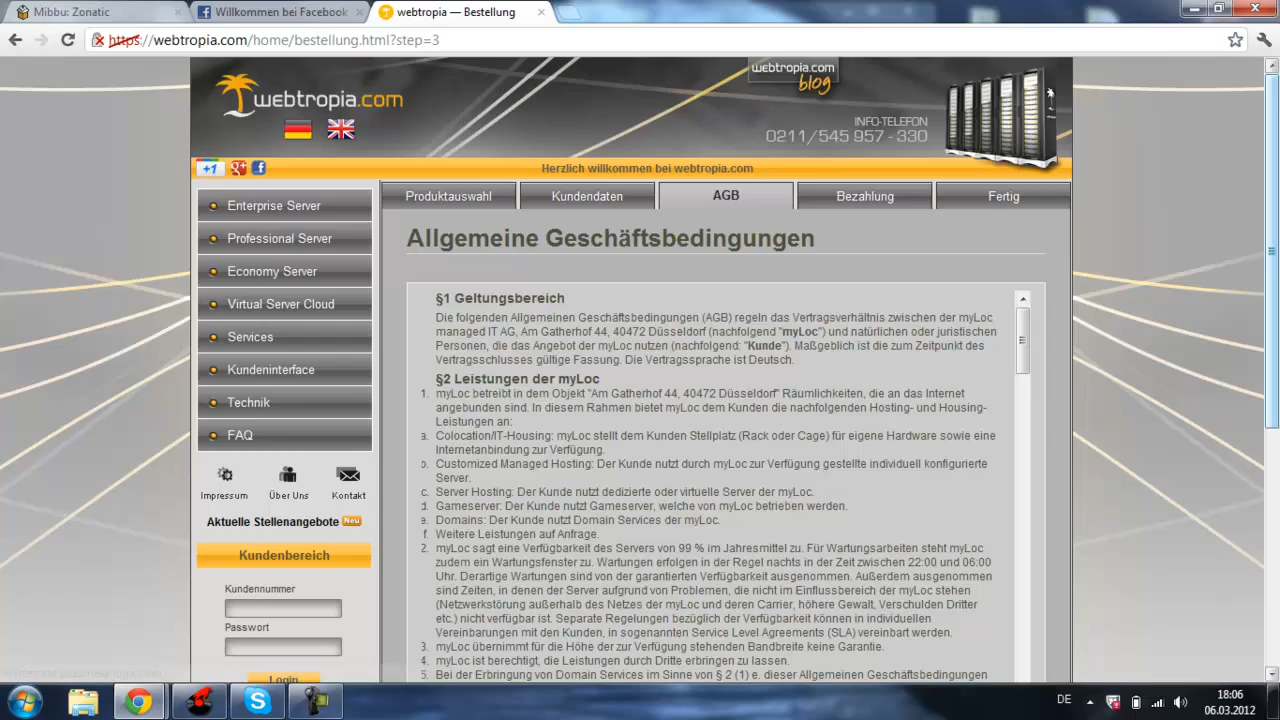 Mibbu: Zonatic
Willkommen bei Facebook
webtropia — Bestellung
https://webtropia.com/home/bestellung.html?step=3
webtropia.com
blog
webtropia.com
INFO-TELEFON
0211/545 957 - 330
+1
Herzlich willkommen bei webtropia.com
Produktauswahl
Kundendaten
AGB
Bezahlung
Fertig
Enterprise Server
Professional Server
Economy Server
Virtual Server Cloud
Services
Kundeninterface
Technik
FAQ
Impressum
Über Uns
Kontakt
Aktuelle Stellenangebote Neu
Kundenbereich
Kundennummer
Passwort
Login
Allgemeine Geschäftsbedingungen
§1 Geltungsbereich
Die folgenden Allgemeinen Geschäftsbedingungen (AGB) regeln das Vertragsverhältnis zwischen der myLoc
managed IT AG, Am Gatherhof 44, 40472 Düsseldorf (nachfolgend "myLoc") und natürlichen oder juristischen
Personen, die das Angebot der myLoc nutzen (nachfolgend: "Kunde"). Maßgeblich ist die zum Zeitpunkt des
Vertragsschlusses gültige Fassung. Die Vertragssprache ist Deutsch.
§2 Leistungen der myLoc
1. myLoc betreibt in dem Objekt "Am Gatherhof 44, 40472 Düsseldorf" Räumlichkeiten, die an das Internet
angebunden sind. In diesem Rahmen bietet myLoc dem Kunden die nachfolgenden Hosting- und Housing-
Leistungen an:
a. Colocation/IT-Housing: myLoc stellt dem Kunden Stellplatz (Rack oder Cage) für eigene Hardware sowie eine
Internetanbindung zur Verfügung.
b. Customized Managed Hosting: Der Kunde nutzt durch myLoc zur Verfügung gestellte individuell konfigurierte
Server.
c. Server Hosting: Der Kunde nutzt dedizierte oder virtuelle Server der myLoc.
d. Gameserver: Der Kunde nutzt Gameserver, welche von myLoc betrieben werden.
e. Domains: Der Kunde nutzt Domain Services der myLoc.
f. Weitere Leistungen auf Anfrage.
2. myLoc sagt eine Verfügbarkeit des Servers von 99 % im Jahresmittel zu. Für Wartungsarbeiten steht myLoc
zudem ein Wartungsfenster zu. Wartungen erfolgen in der Regel nachts in der Zeit zwischen 22:00 und 06:00
Uhr. Derartige Wartungen sind von der garantierten Verfügbarkeit ausgenommen. Außerdem ausgenommen
sind Zeiten, in denen der Server aufgrund von Problemen, die nicht im Einflussbereich der myLoc stehen
(Netzwerkstörung außerhalb des Netzes der myLoc und deren Carrier, höhere Gewalt, Verschulden Dritter
etc.) nicht verfügbar ist. Separate Regelungen bezüglich der Verfügbarkeit können in individuellen
Vereinbarungen mit den Kunden, in sogenannten Service Level Agreements (SLA) vereinbart werden.
3. myLoc übernimmt für die Höhe der zur Verfügung stehenden Bandbreite keine Garantie.
4. myLoc ist berechtigt, die Leistungen durch Dritte erbringen zu lassen.
5. Bei der Erbringung von Domain Services im Sinne von § 2 (1) e. dieser Allgemeinen Geschäftsbedingungen
DE
18:06
06.03.2012